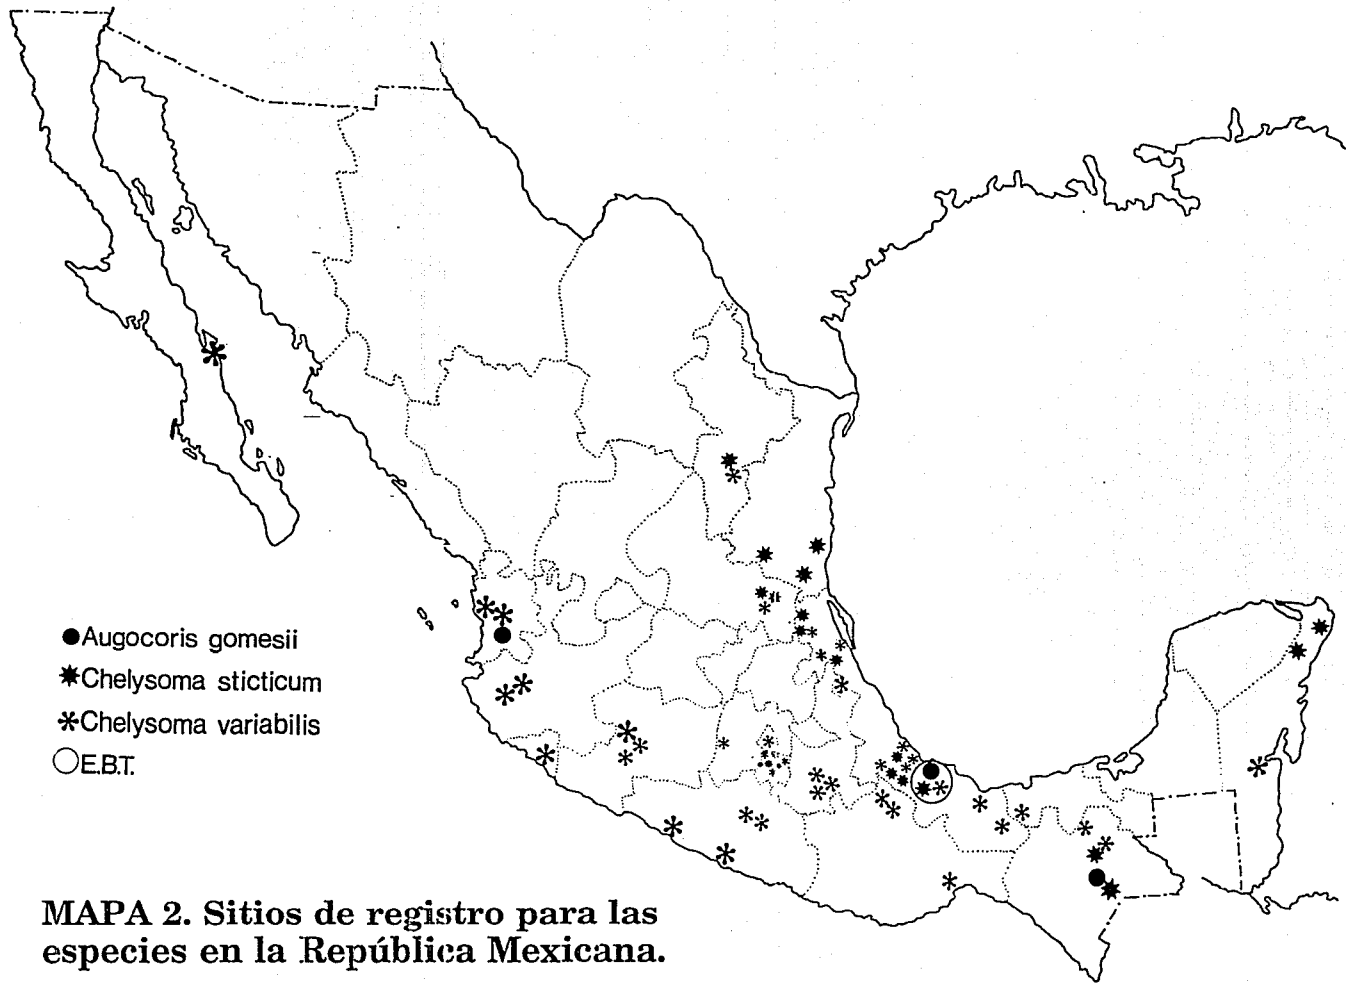 Augocoris gomesii
Chelysoma sticticum
Chelysoma variabilis
E.B.T.
MAPA 2. Sitios de registro para las
especies en la República Mexicana.